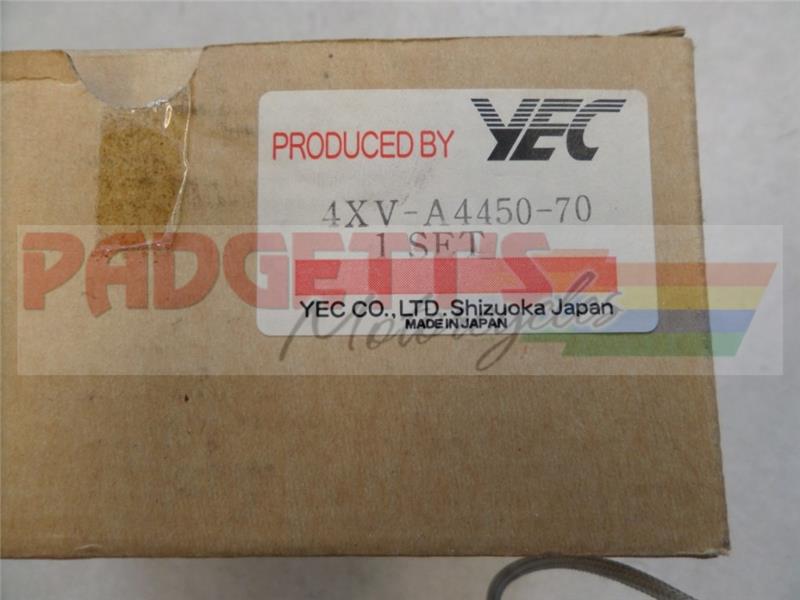 PRODUCED BY YEC
4XV-A4450-70
1 SET
PADGETT'S
Motorcycles
YEC CO.,LTD.Shizuoka Japan
MADE IN JAPAN